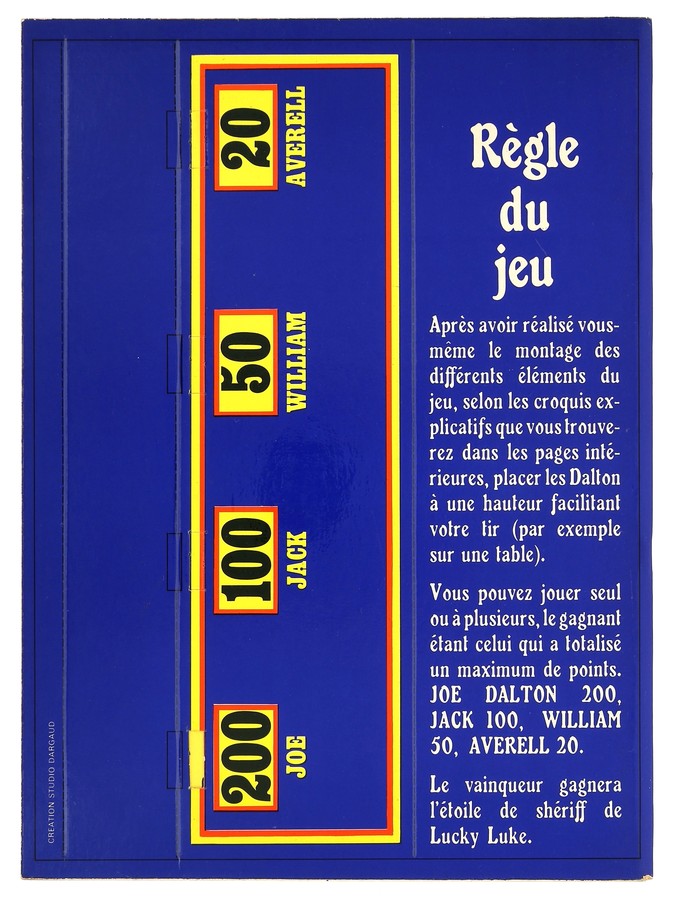 20
AVERELL
50
WILLIAM
100
JACK
200
JOE
CREATION STUDIO DARGAUD
Règle
du
jeu
Après avoir réalisé vous-
même le montage des
différents éléments du
jeu, selon les croquis ex-
plicatifs que vous trouve-
rez dans les pages inté-
rieures, placer les Dalton
à une hauteur facilitant
votre tir (par exemple
sur une table).
Vous pouvez jouer seul
ou à plusieurs, le gagnant
étant celui qui a totalisé
un maximum de points.
JOE DALTON 200,
JACK 100, WILLIAM
50, AVERELL 20.
Le vainqueur gagnera
l'étoile de shériff de
Lucky Luke.